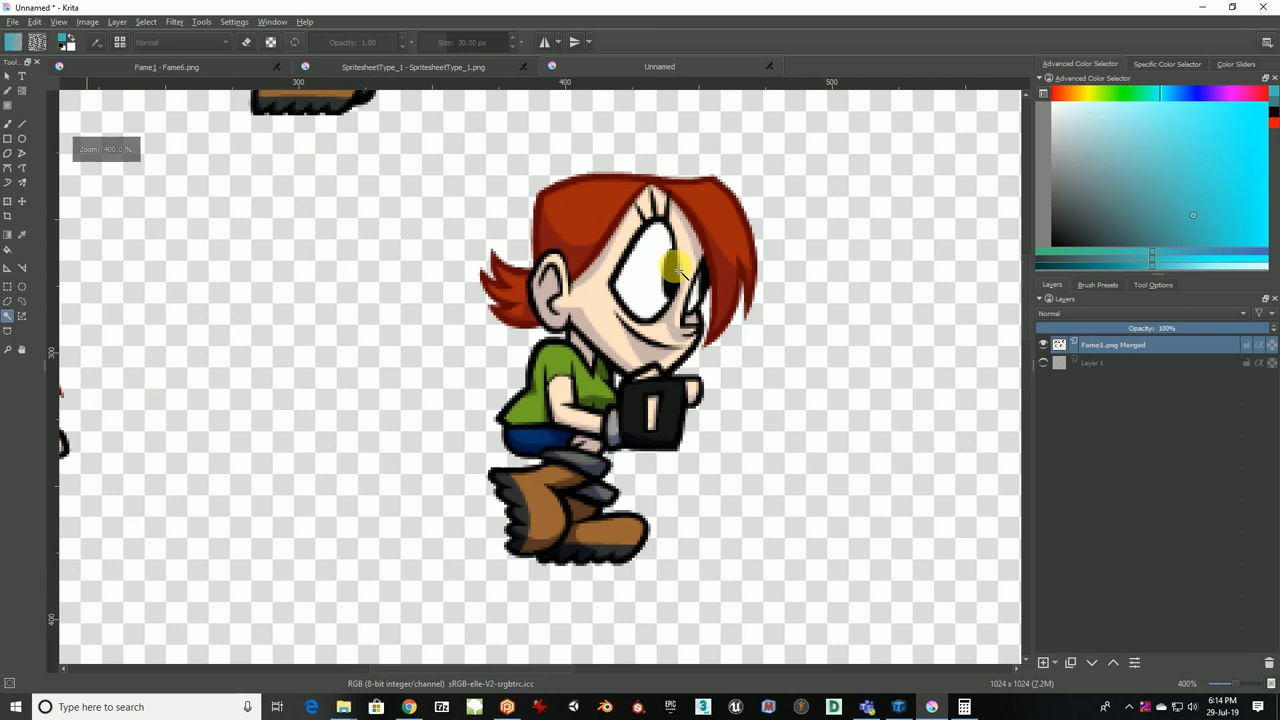 Unnamed * - Krita
File Edit View Image Layer Select Filter Tools Settings Window Help
Normal Opacity: 1.00 Size: 30.00 px
Tool...
Fame1 - Fame6.png SpritesheetType_1 - SpritesheetType_1.png Unnamed
300 400 500
Zoom: 400.0 %
300
400
Advanced Color Selector Specific Color Selector Color Sliders
Advanced Color Selector
Layers Brush Presets Tool Options
Layers
Normal
Opacity: 100%
Fame1.png Merged
Layer 1
RGB (8-bit integer/channel) sRGB-elle-V2-srgbtrc.icc 1024 x 1024 (7.2M) 400%
Type here to search
6:14 PM
29-Jul-19